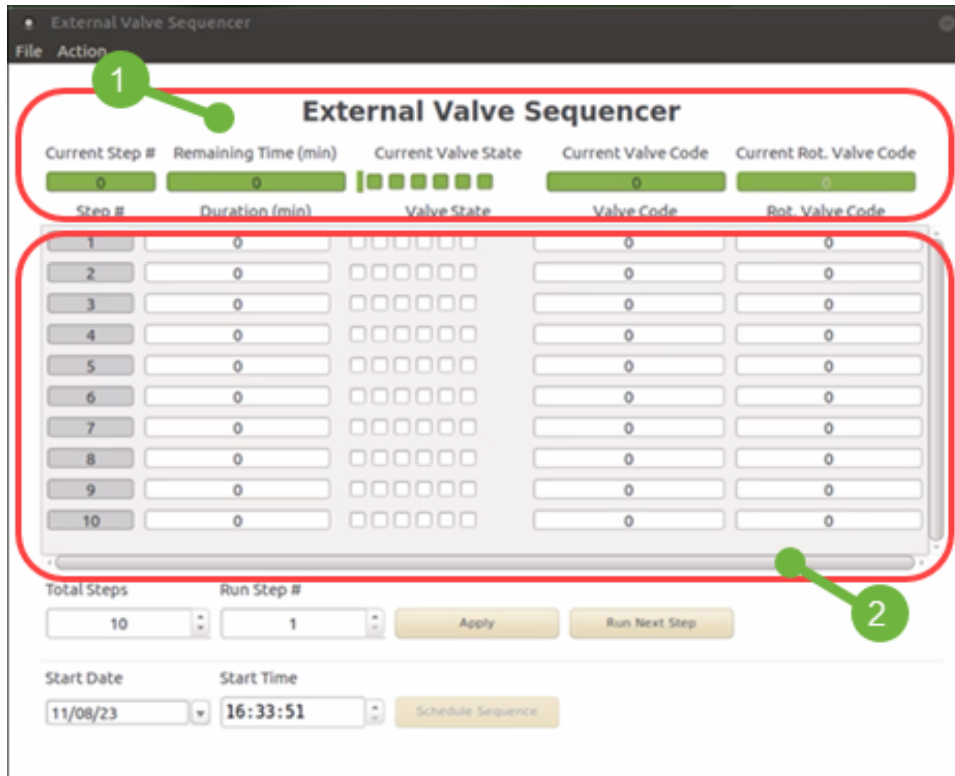 External Valve Sequencer
File Action
1
External Valve Sequencer
Current Step # Remaining Time (min) Current Valve State Current Valve Code Current Rot. Valve Code
0 0 0 0
Step # Duration (min) Valve State Valve Code Rot. Valve Code
1 0 0 0
2 0 0 0
3 0 0 0
4 0 0 0
5 0 0 0
6 0 0 0
7 0 0 0
8 0 0 0
9 0 0 0
10 0 0 0
Total Steps Run Step #
10 1 Apply Run Next Step
2
Start Date Start Time
11/08/23 16:33:51 Schedule Sequence